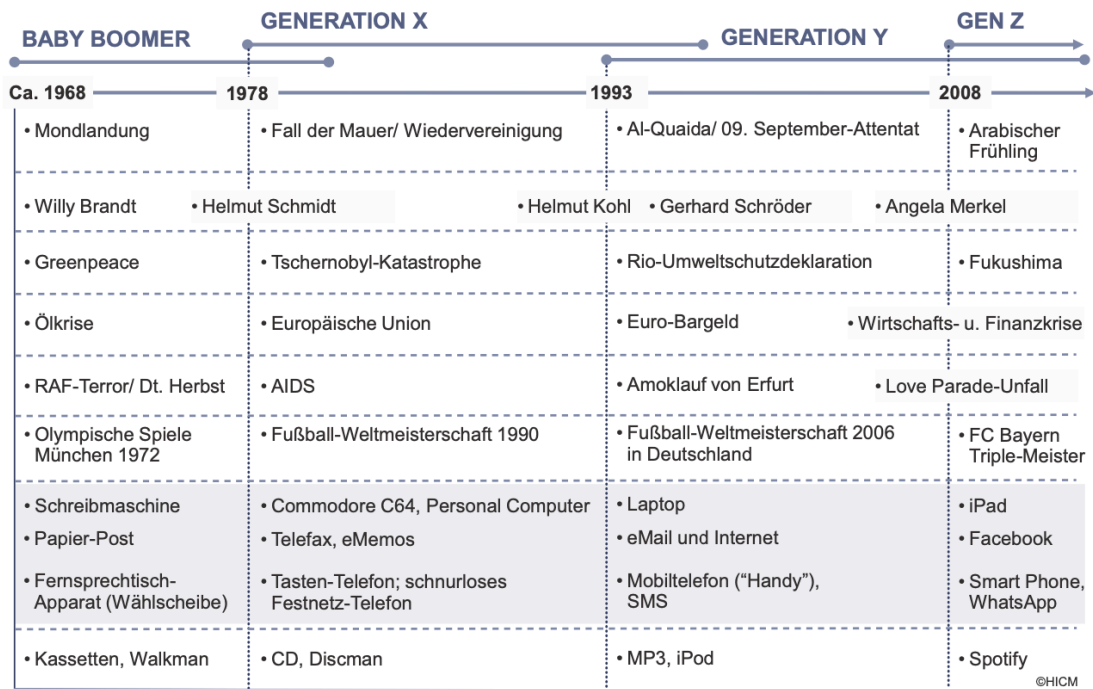 GENERATION X
GEN Z
BABY BOOMER
GENERATION Y
Ca. 1968
1978
1993
2008
• Mondlandung
• Fall der Mauer/ Wiedervereinigung
• Al-Quaida/ 09. September-Attentat
• Arabischer
Frühling
• Willy Brandt
• Helmut Schmidt
• Helmut Kohl
• Gerhard Schröder
• Angela Merkel
• Greenpeace
• Tschernobyl-Katastrophe
• Rio-Umweltschutzdeklaration
• Fukushima
• Ölkrise
• Europäische Union
• Euro-Bargeld
• Wirtschafts- u. Finanzkrise
• RAF-Terror/ Dt. Herbst
• AIDS
• Amoklauf von Erfurt
• Love Parade-Unfall
• Olympische Spiele
München 1972
• Fußball-Weltmeisterschaft 1990
• Fußball-Weltmeisterschaft 2006
in Deutschland
• FC Bayern
Triple-Meister
• Schreibmaschine
• Commodore C64, Personal Computer
• Laptop
• iPad
• Papier-Post
• Telefax, eMemos
• eMail und Internet
• Facebook
• Fernsprechtisch-
Apparat (Wählscheibe)
• Tasten-Telefon; schnurloses
Festnetz-Telefon
• Mobiltelefon (“Handy”),
SMS
• Smart Phone,
WhatsApp
• Kassetten, Walkman
• CD, Discman
• MP3, iPod
• Spotify
©HICM